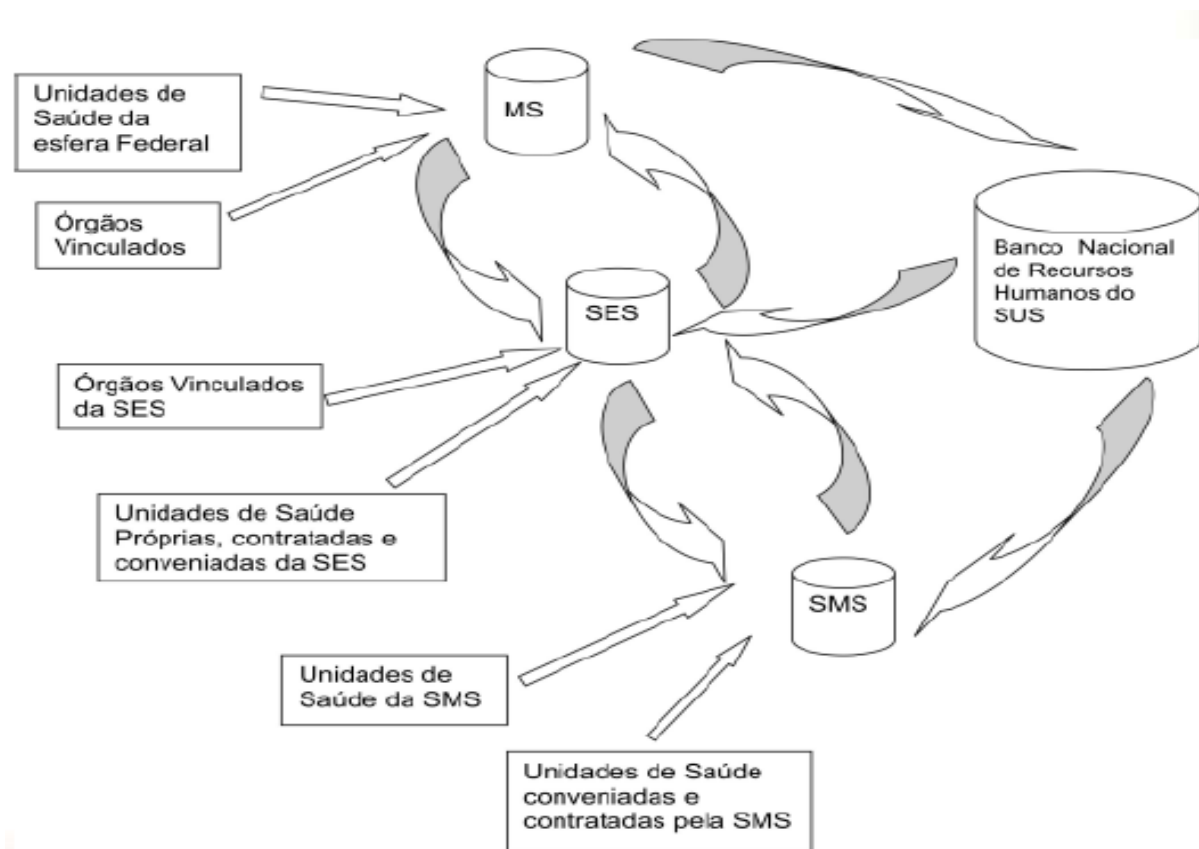 MS
Unidades de
Saúde da
esfera Federal
Órgãos
Vinculados
Banco Nacional
de Recursos
Humanos do
SUS
SES
Órgãos Vinculados
da SES
Unidades de Saúde
Próprias, contratadas e
conveniadas da SES
SMS
Unidades de
Saúde da SMS
Unidades de Saúde
conveniadas e
contratadas pela SMS